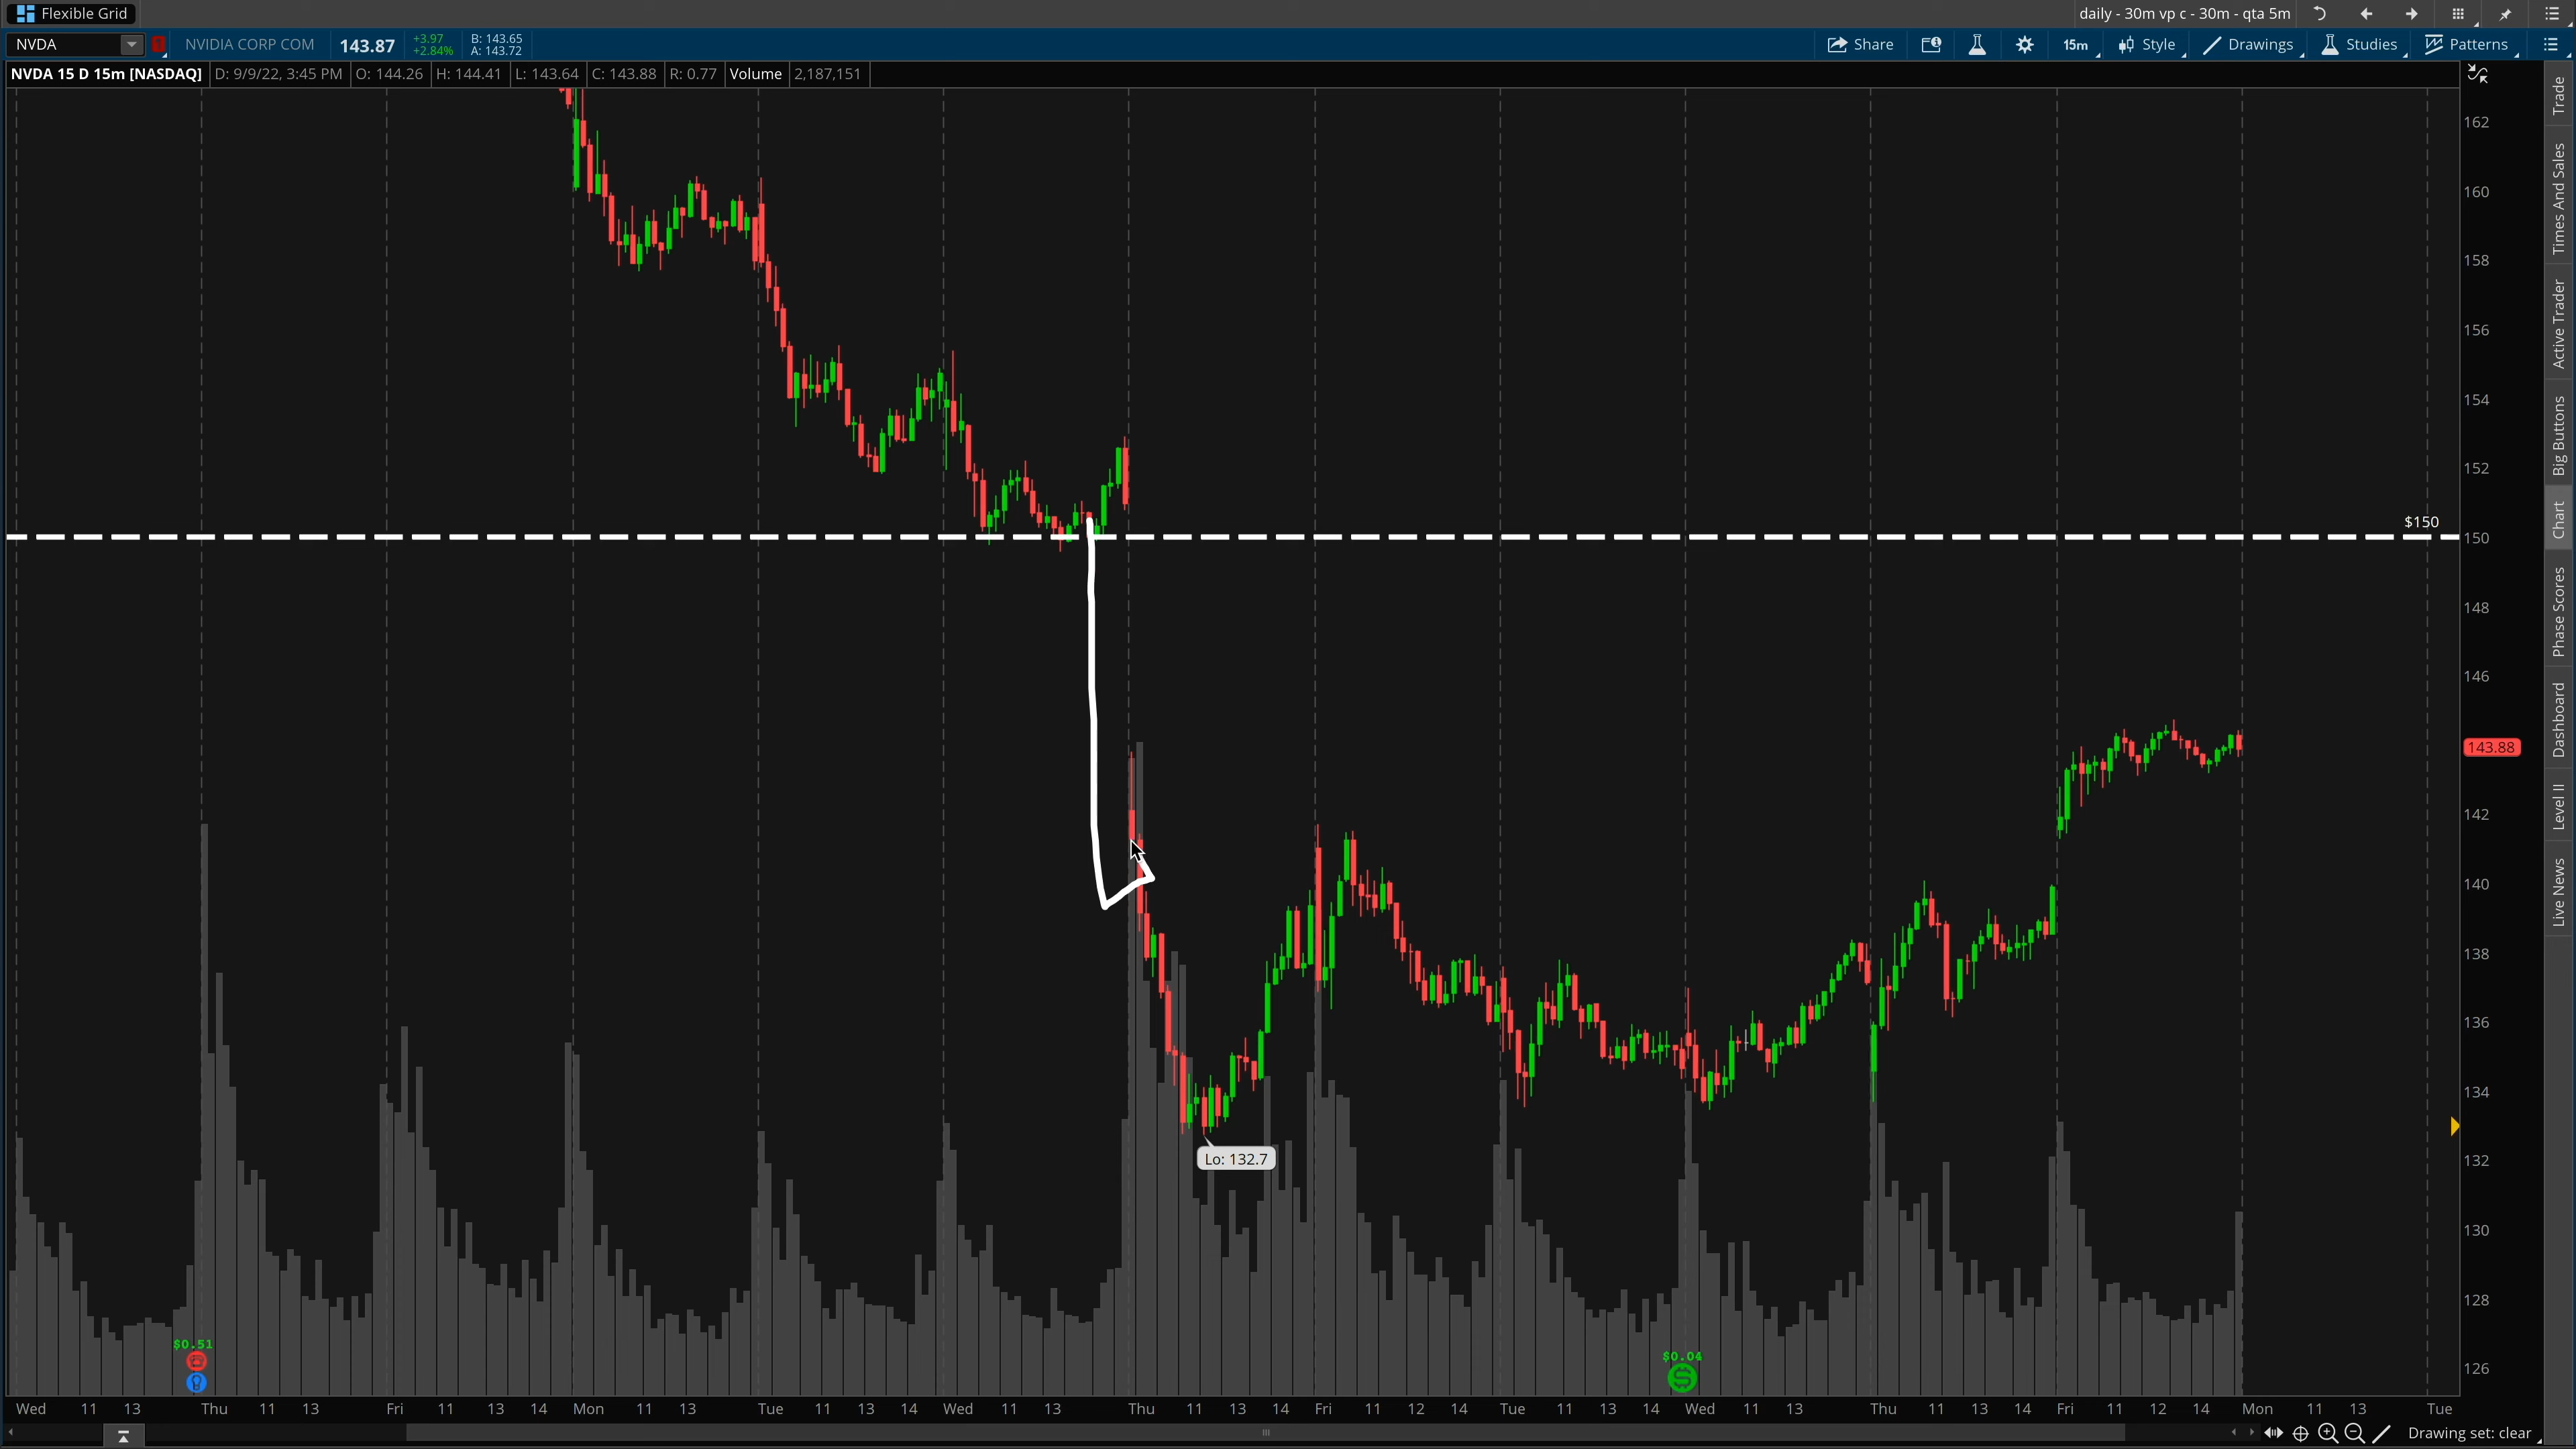 Flexible Grid
daily - 30m vp c - 30m - qta 5m
NVDA
1
NVIDIA CORP COM
143.87
+3.97
+2.84%
B: 143.65
A: 143.72
Share
15m
Style
Drawings
Studies
Patterns
NVDA 15 D 15m [NASDAQ]
D: 9/9/22, 3:45 PM
O: 144.26
H: 144.41
L: 143.64
C: 143.88
R: 0.77
Volume
2,187,151
162
160
158
156
154
152
$150
150
148
146
143.88
142
140
138
136
134
132
130
128
126
Lo: 132.7
$0.51
$0.04
Trade
Times And Sales
Active Trader
Big Buttons
Chart
Phase Scores
Dashboard
Level II
Live News
Wed 11 13 Thu 11 13 Fri 11 13 14 Mon 11 13 Tue 11 13 14 Wed 11 13 Thu 11 13 14 Fri 11 12 14 Tue 11 13 14 Wed 11 13 Thu 11 13 14 Fri 11 12 14 Mon 11 13 Tue
Drawing set: clear